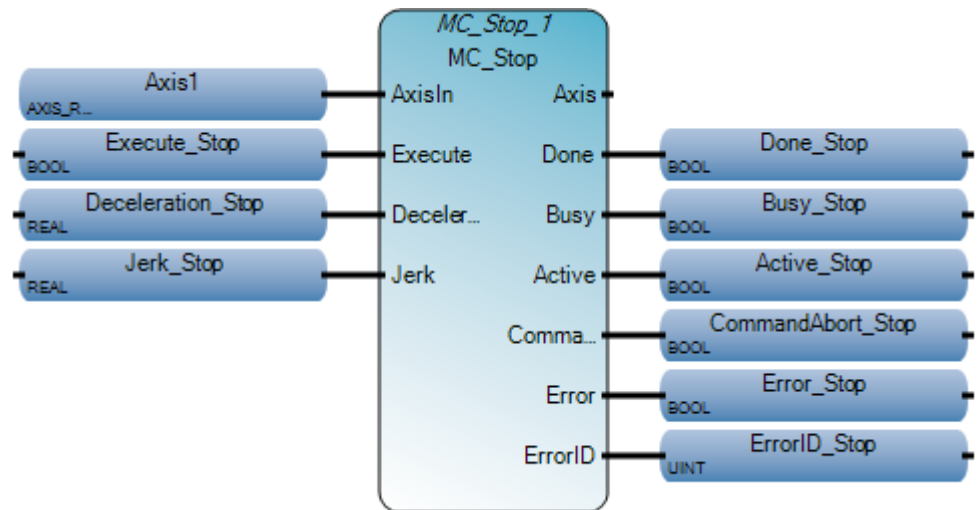 MC_Stop_1
MC_Stop
Axis1
AXIS_R...
AxisIn
Axis
Execute_Stop
BOOL
Execute
Done
Done_Stop
BOOL
Deceleration_Stop
REAL
Deceler...
Busy
Busy_Stop
BOOL
Jerk_Stop
REAL
Jerk
Active
Active_Stop
BOOL
Comma...
CommandAbort_Stop
BOOL
Error
Error_Stop
BOOL
ErrorID
ErrorID_Stop
UINT